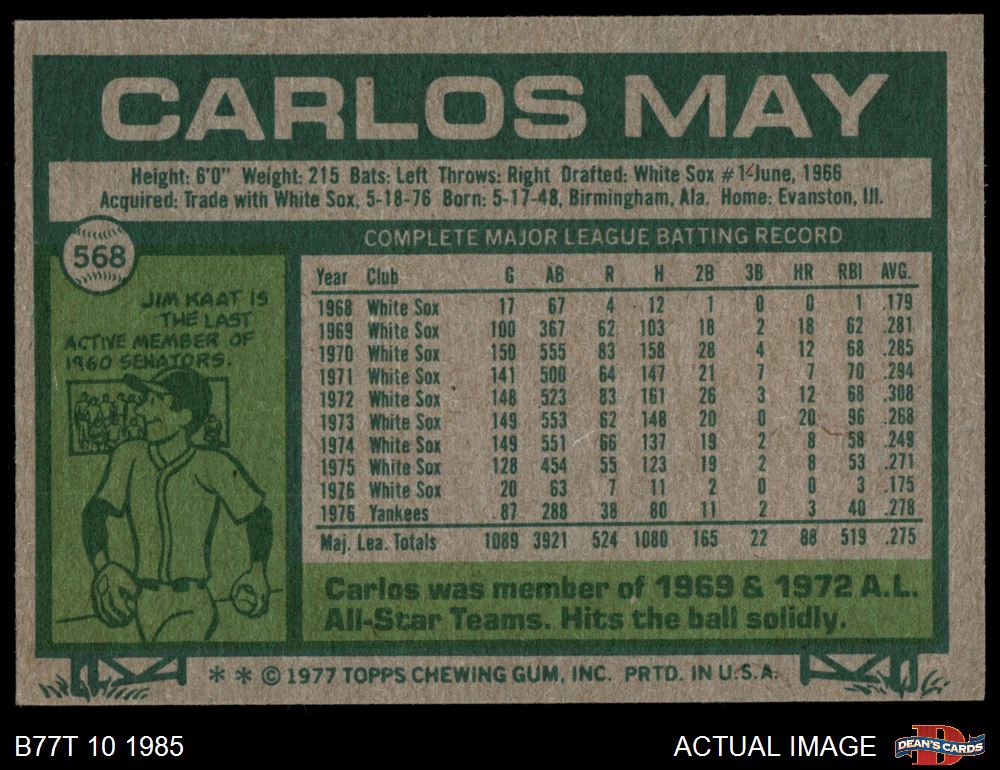 CARLOS MAY
Height: 6'0" Weight: 215 Bats: Left Throws: Right Drafted: White Sox #1-June, 1966
Acquired: Trade with White Sox, 5-18-76 Born: 5-17-48, Birmingham, Ala. Home: Evanston, Ill.
568
JIM KAAT IS
THE LAST
ACTIVE MEMBER OF
1960 SENATORS.
COMPLETE MAJOR LEAGUE BATTING RECORD
Year Club G AB R H 2B 3B HR RBI AVG.
1968 White Sox 17 67 4 12 1 0 0 1 .179
1969 White Sox 100 367 62 103 18 2 18 62 .281
1970 White Sox 150 555 83 158 28 4 12 68 .285
1971 White Sox 141 500 64 147 21 7 7 70 .294
1972 White Sox 148 523 83 161 26 3 12 68 .308
1973 White Sox 149 553 62 148 20 0 20 96 .268
1974 White Sox 149 551 66 137 19 2 8 58 .249
1975 White Sox 128 454 55 123 19 2 8 53 .271
1976 White Sox 20 63 7 11 2 0 0 3 .175
1976 Yankees 87 288 38 80 11 2 3 40 .278
Maj. Lea. Totals 1089 3921 524 1080 165 22 88 519 .275
Carlos was member of 1969 & 1972 A.L.
All-Star Teams. Hits the ball solidly.
* * © 1977 TOPPS CHEWING GUM, INC. PRTD. IN U.S.A.
B77T 10 1985
ACTUAL IMAGE
DEAN'S CARDS